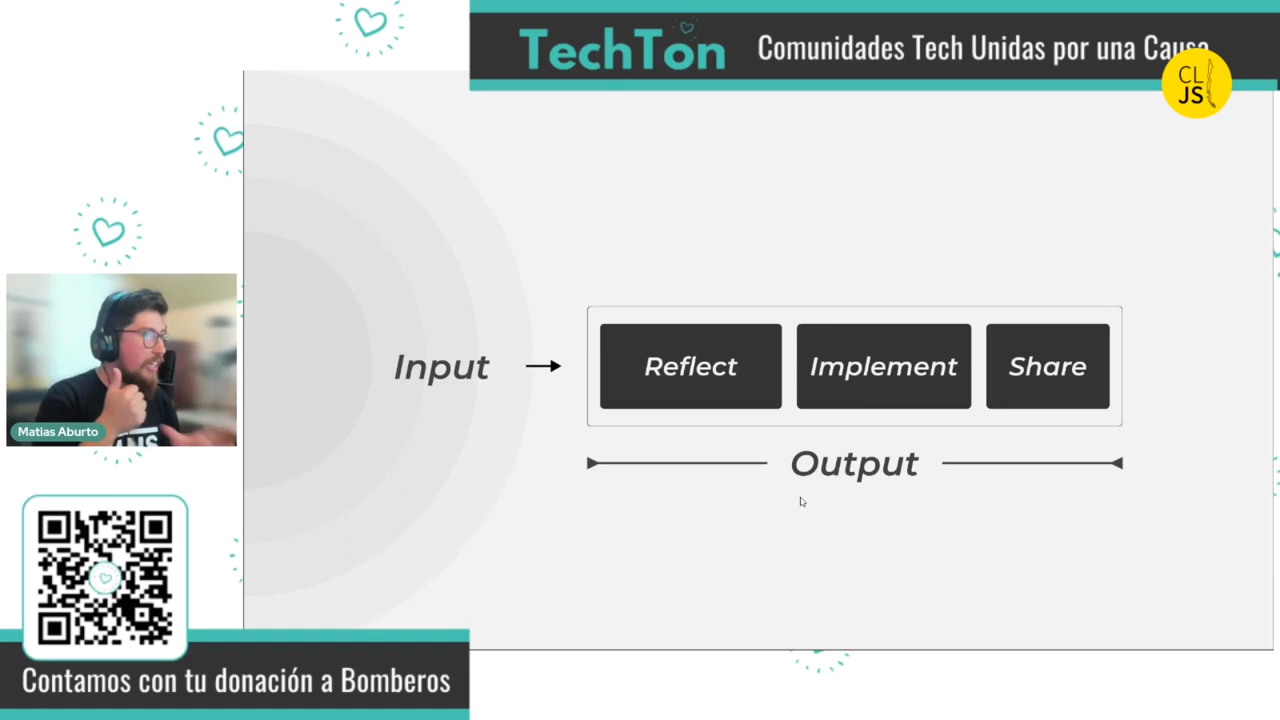 TechTon
Comunidades Tech Unidas por una Causa
CL
JS
Input
Reflect
Implement
Share
Output
Matias Aburto
Contamos con tu donación a Bomberos